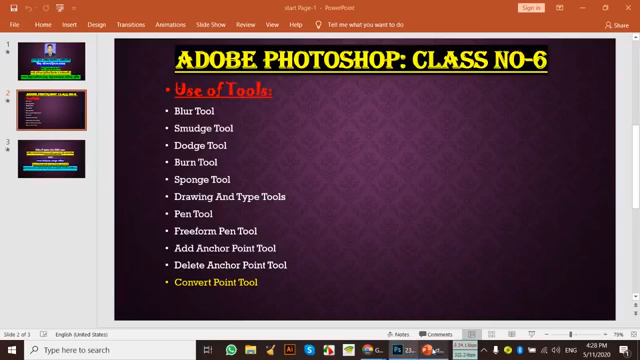 start Page-1 - PowerPoint
Sign in
File Home Insert Design Transitions Animations Slide Show Review View Tell me what you want to do
Share
1
2
3
ADOBE PHOTOSHOP: CLASS NO-6
• Use of Tools:
• Blur Tool
• Smudge Tool
• Dodge Tool
• Burn Tool
• Sponge Tool
• Drawing And Type Tools
• Pen Tool
• Freeform Pen Tool
• Add Anchor Point Tool
• Delete Anchor Point Tool
• Convert Point Tool
Slide 2 of 3 English (United States) Notes Comments 79%
Type here to search
ENG
4:28 PM
5/11/2020